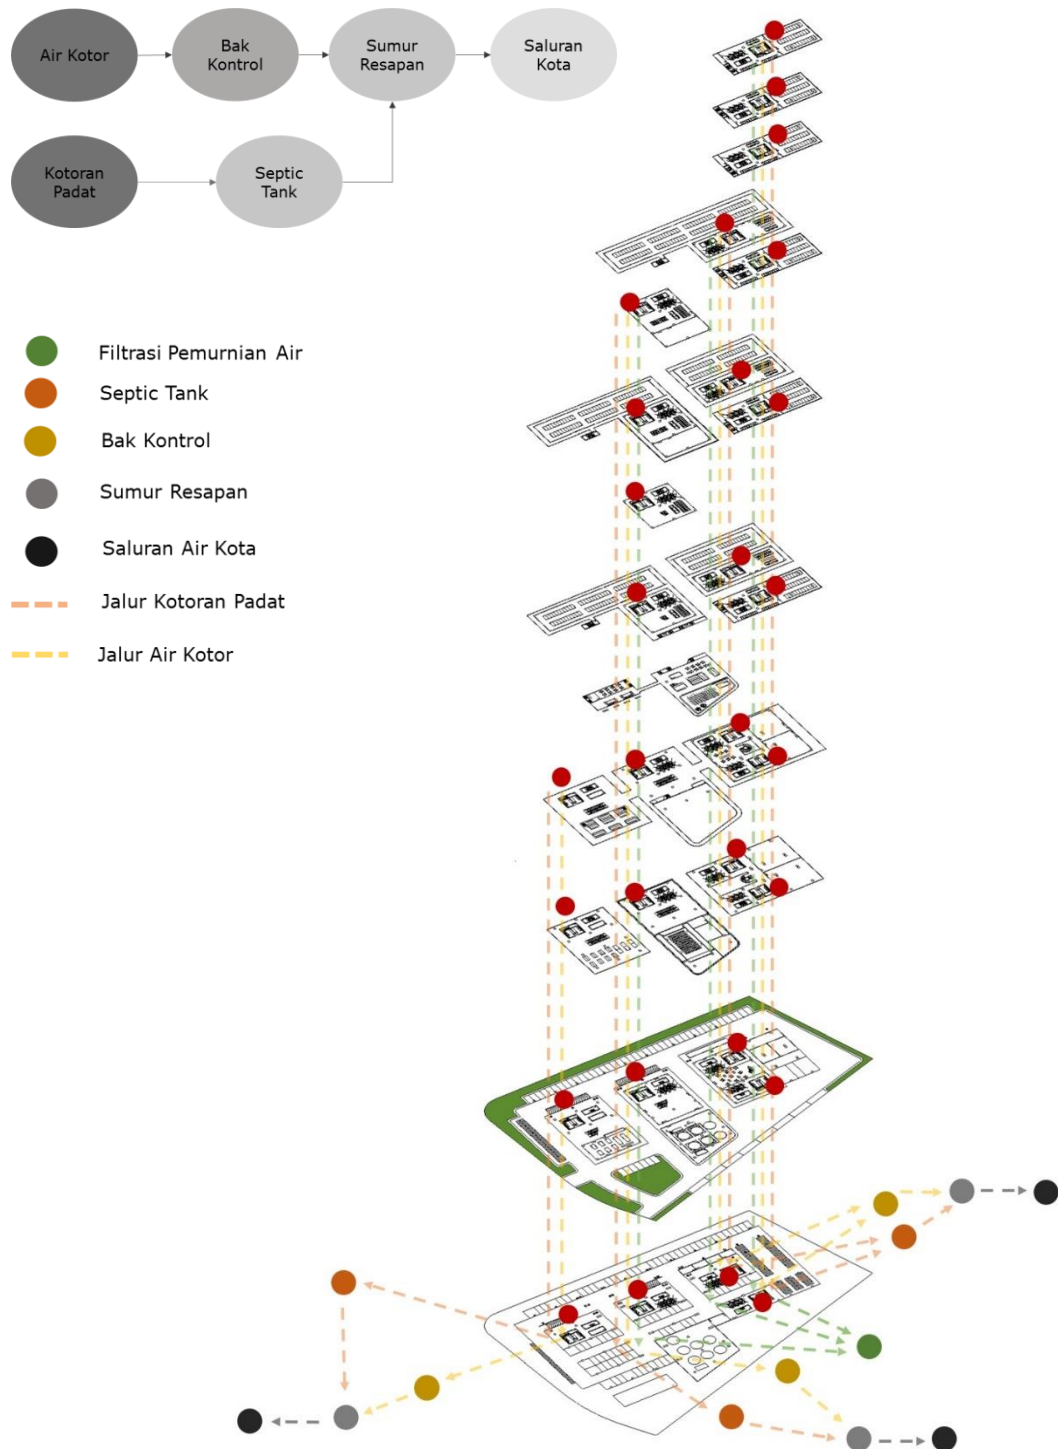 Air Kotor
Bak
Kontrol
Sumur
Resapan
Saluran
Kota
Kotoran
Padat
Septic
Tank
Filtrasi Pemurnian Air
Septic Tank
Bak Kontrol
Sumur Resapan
Saluran Air Kota
Jalur Kotoran Padat
Jalur Air Kotor